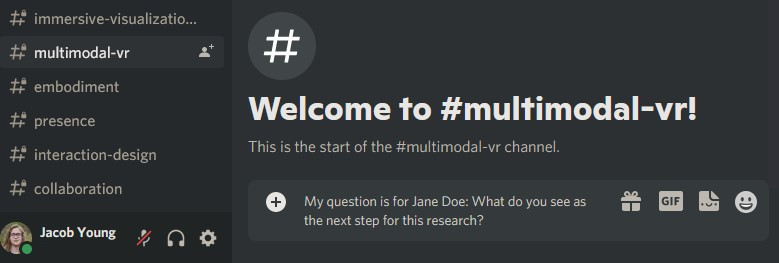 immersive-visualizatio...
multimodal-vr
embodiment
presence
interaction-design
collaboration
Jacob Young
Welcome to #multimodal-vr!
This is the start of the #multimodal-vr channel.
My question is for Jane Doe: What do you see as
the next step for this research?
GIF